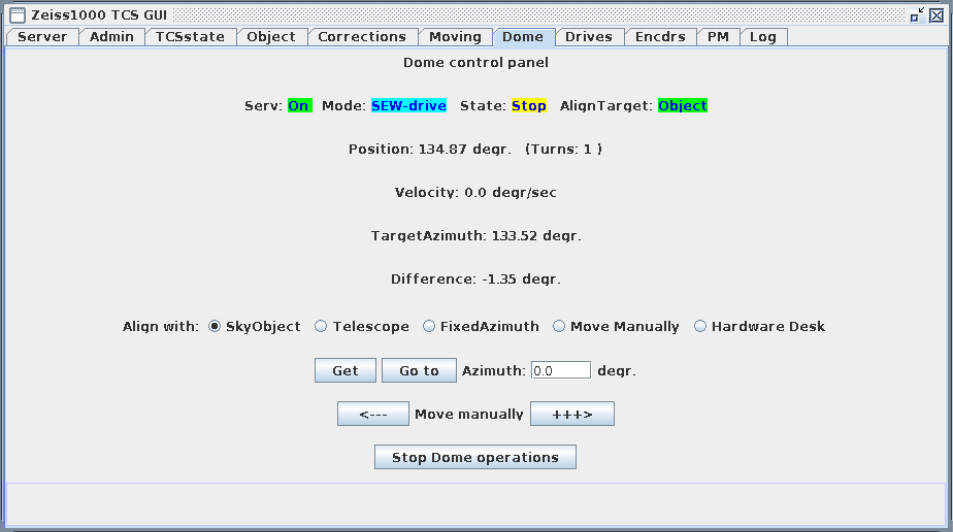 Zeiss1000 TCS GUI
Server Admin TCSstate Object Corrections Moving Dome Drives Encdrs PM Log
Dome control panel
Serv: On Mode: SEW-drive State: Stop AlignTarget: Object
Position: 134.87 degr. (Turns: 1 )
Velocity: 0.0 degr/sec
TargetAzimuth: 133.52 degr.
Difference: -1.35 degr.
Align with: SkyObject Telescope FixedAzimuth Move Manually Hardware Desk
Get Go to Azimuth: 0.0 degr.
<--- Move manually +++>
Stop Dome operations